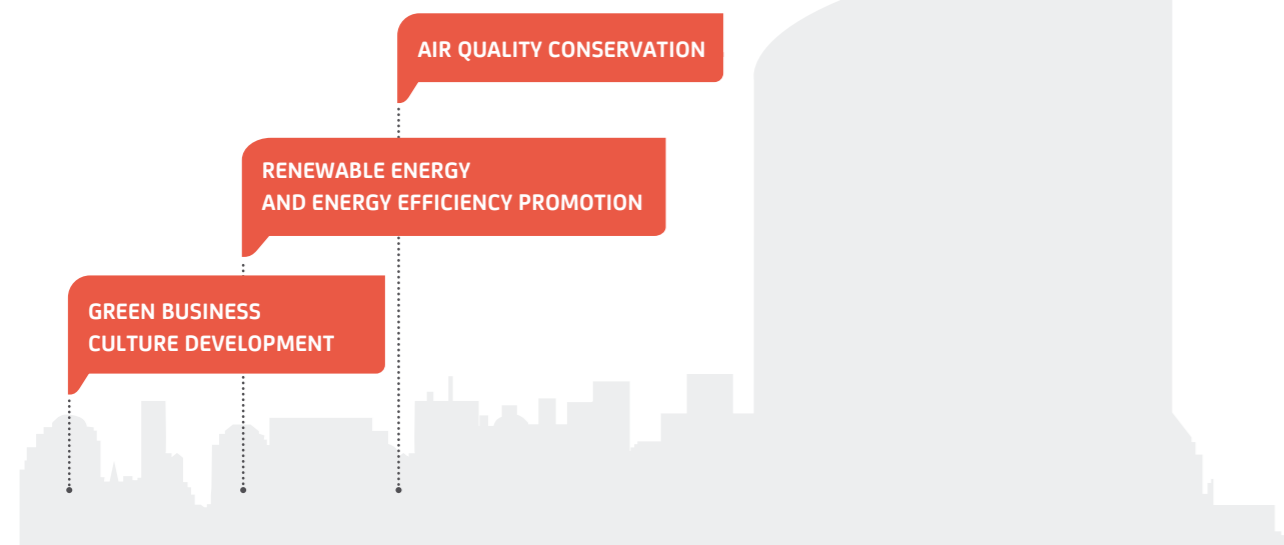 AIR QUALITY CONSERVATION
RENEWABLE ENERGY
AND ENERGY EFFICIENCY PROMOTION
GREEN BUSINESS
CULTURE DEVELOPMENT